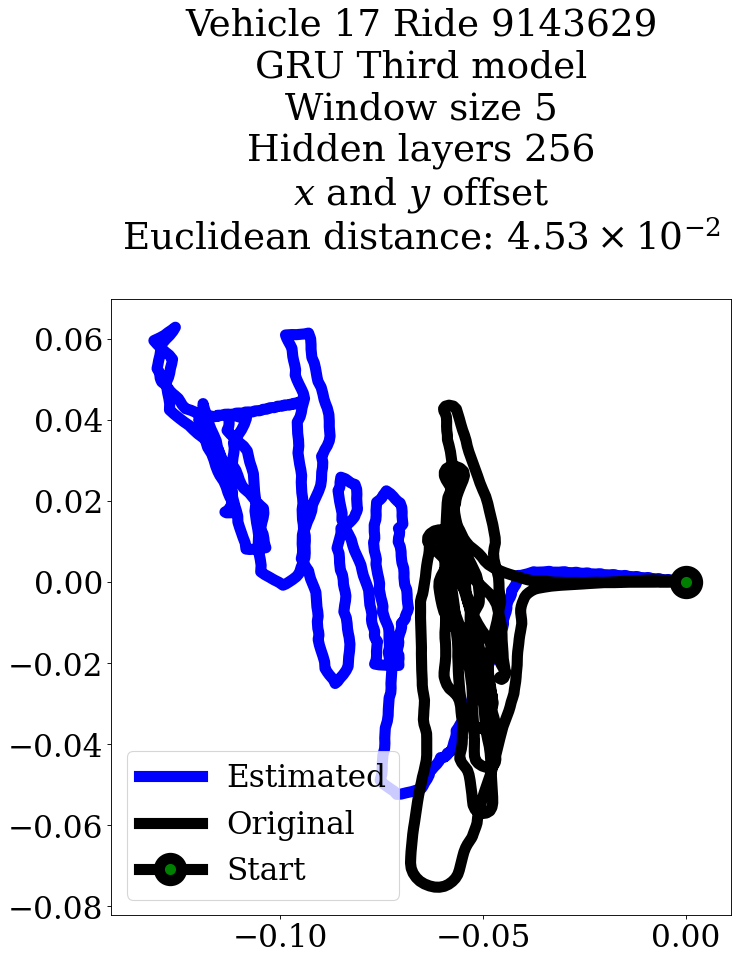 Vehicle 17 Ride 9143629
GRU Third model
Window size 5
Hidden layers 256
x and y offset
Euclidean distance: 4.53 × 10⁻²
0.06
0.04
0.02
0.00
−0.02
−0.04
−0.06
−0.08
Estimated
Original
Start
−0.10 −0.05 0.00